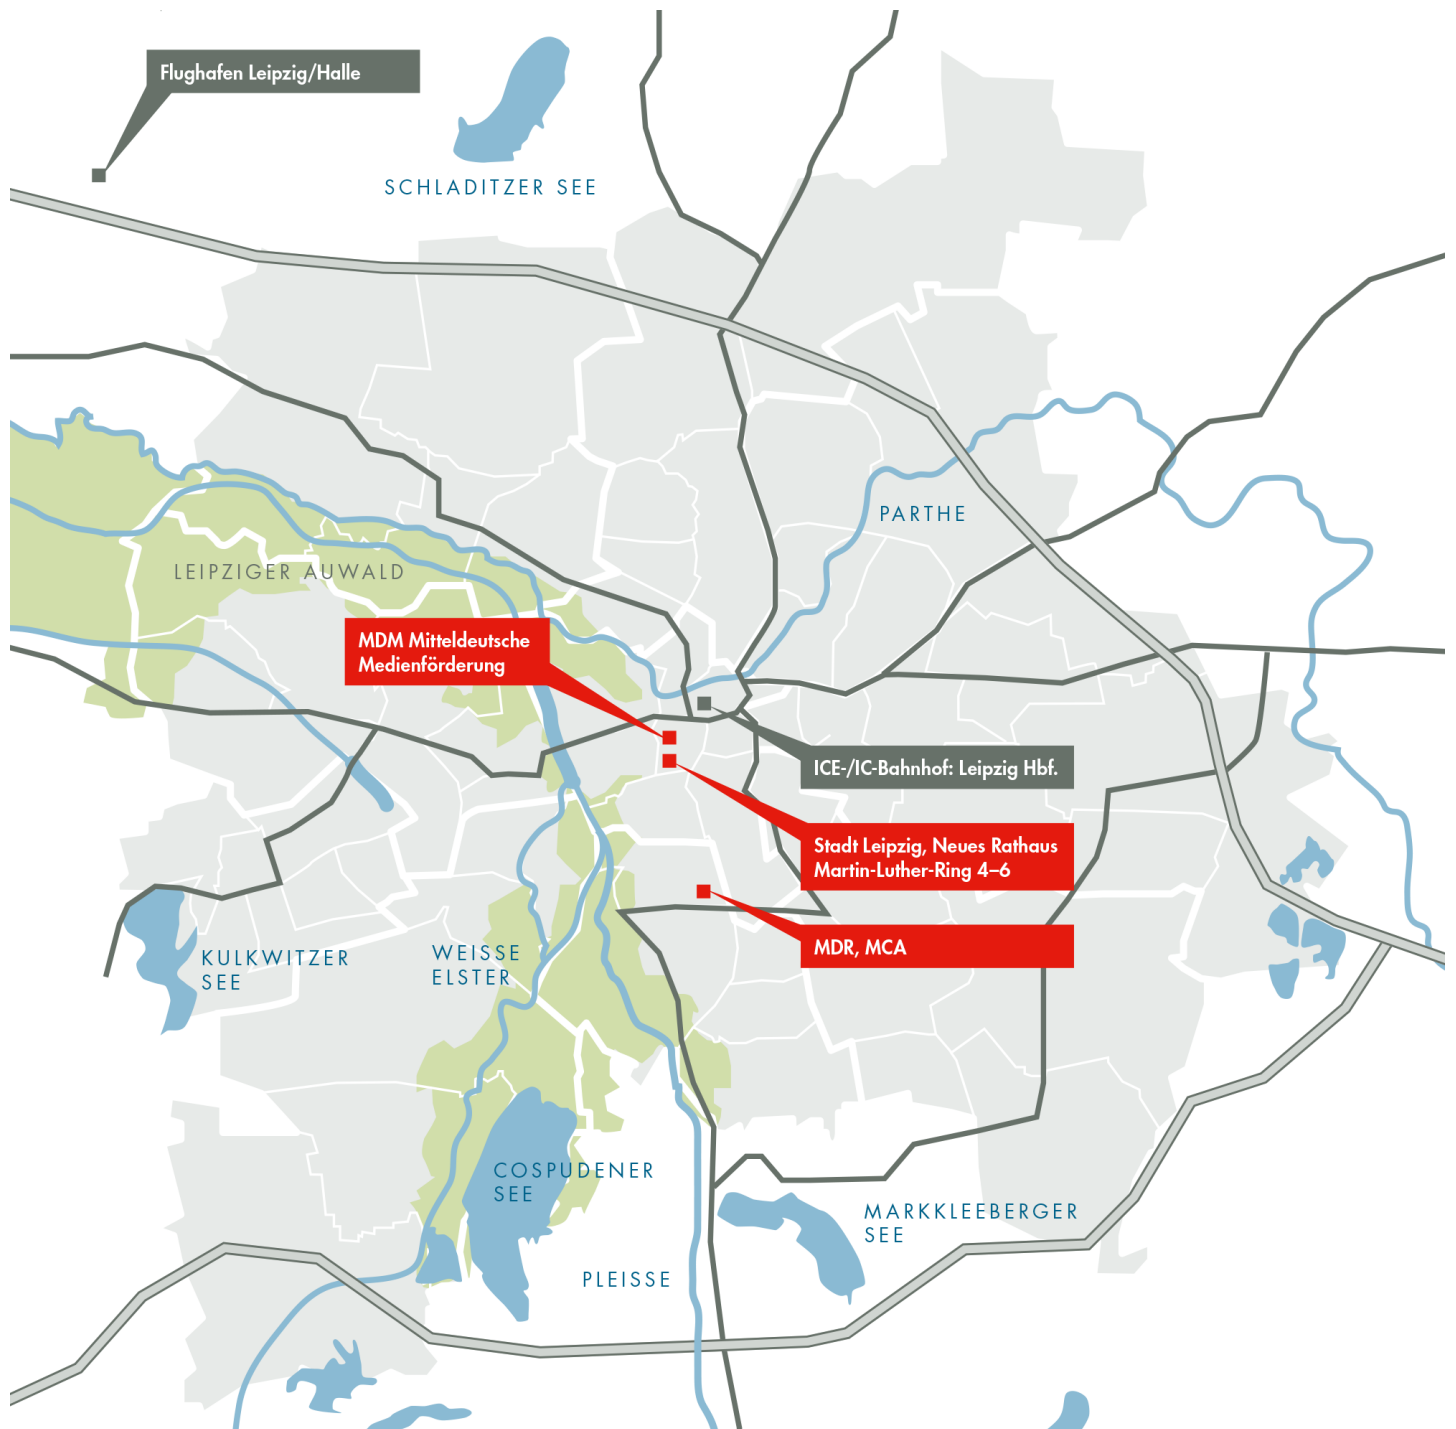 Flughafen Leipzig/Halle
SCHLADITZER SEE
PARTHE
LEIPZIGER AUWALD
MDM Mitteldeutsche
Medienförderung
ICE-/IC-Bahnhof: Leipzig Hbf.
Stadt Leipzig, Neues Rathaus
Martin-Luther-Ring 4–6
MDR, MCA
KULKWITZER
SEE
WEISSE
ELSTER
COSPUDENER
SEE
MARKKLEEBERGER
SEE
PLEISSE